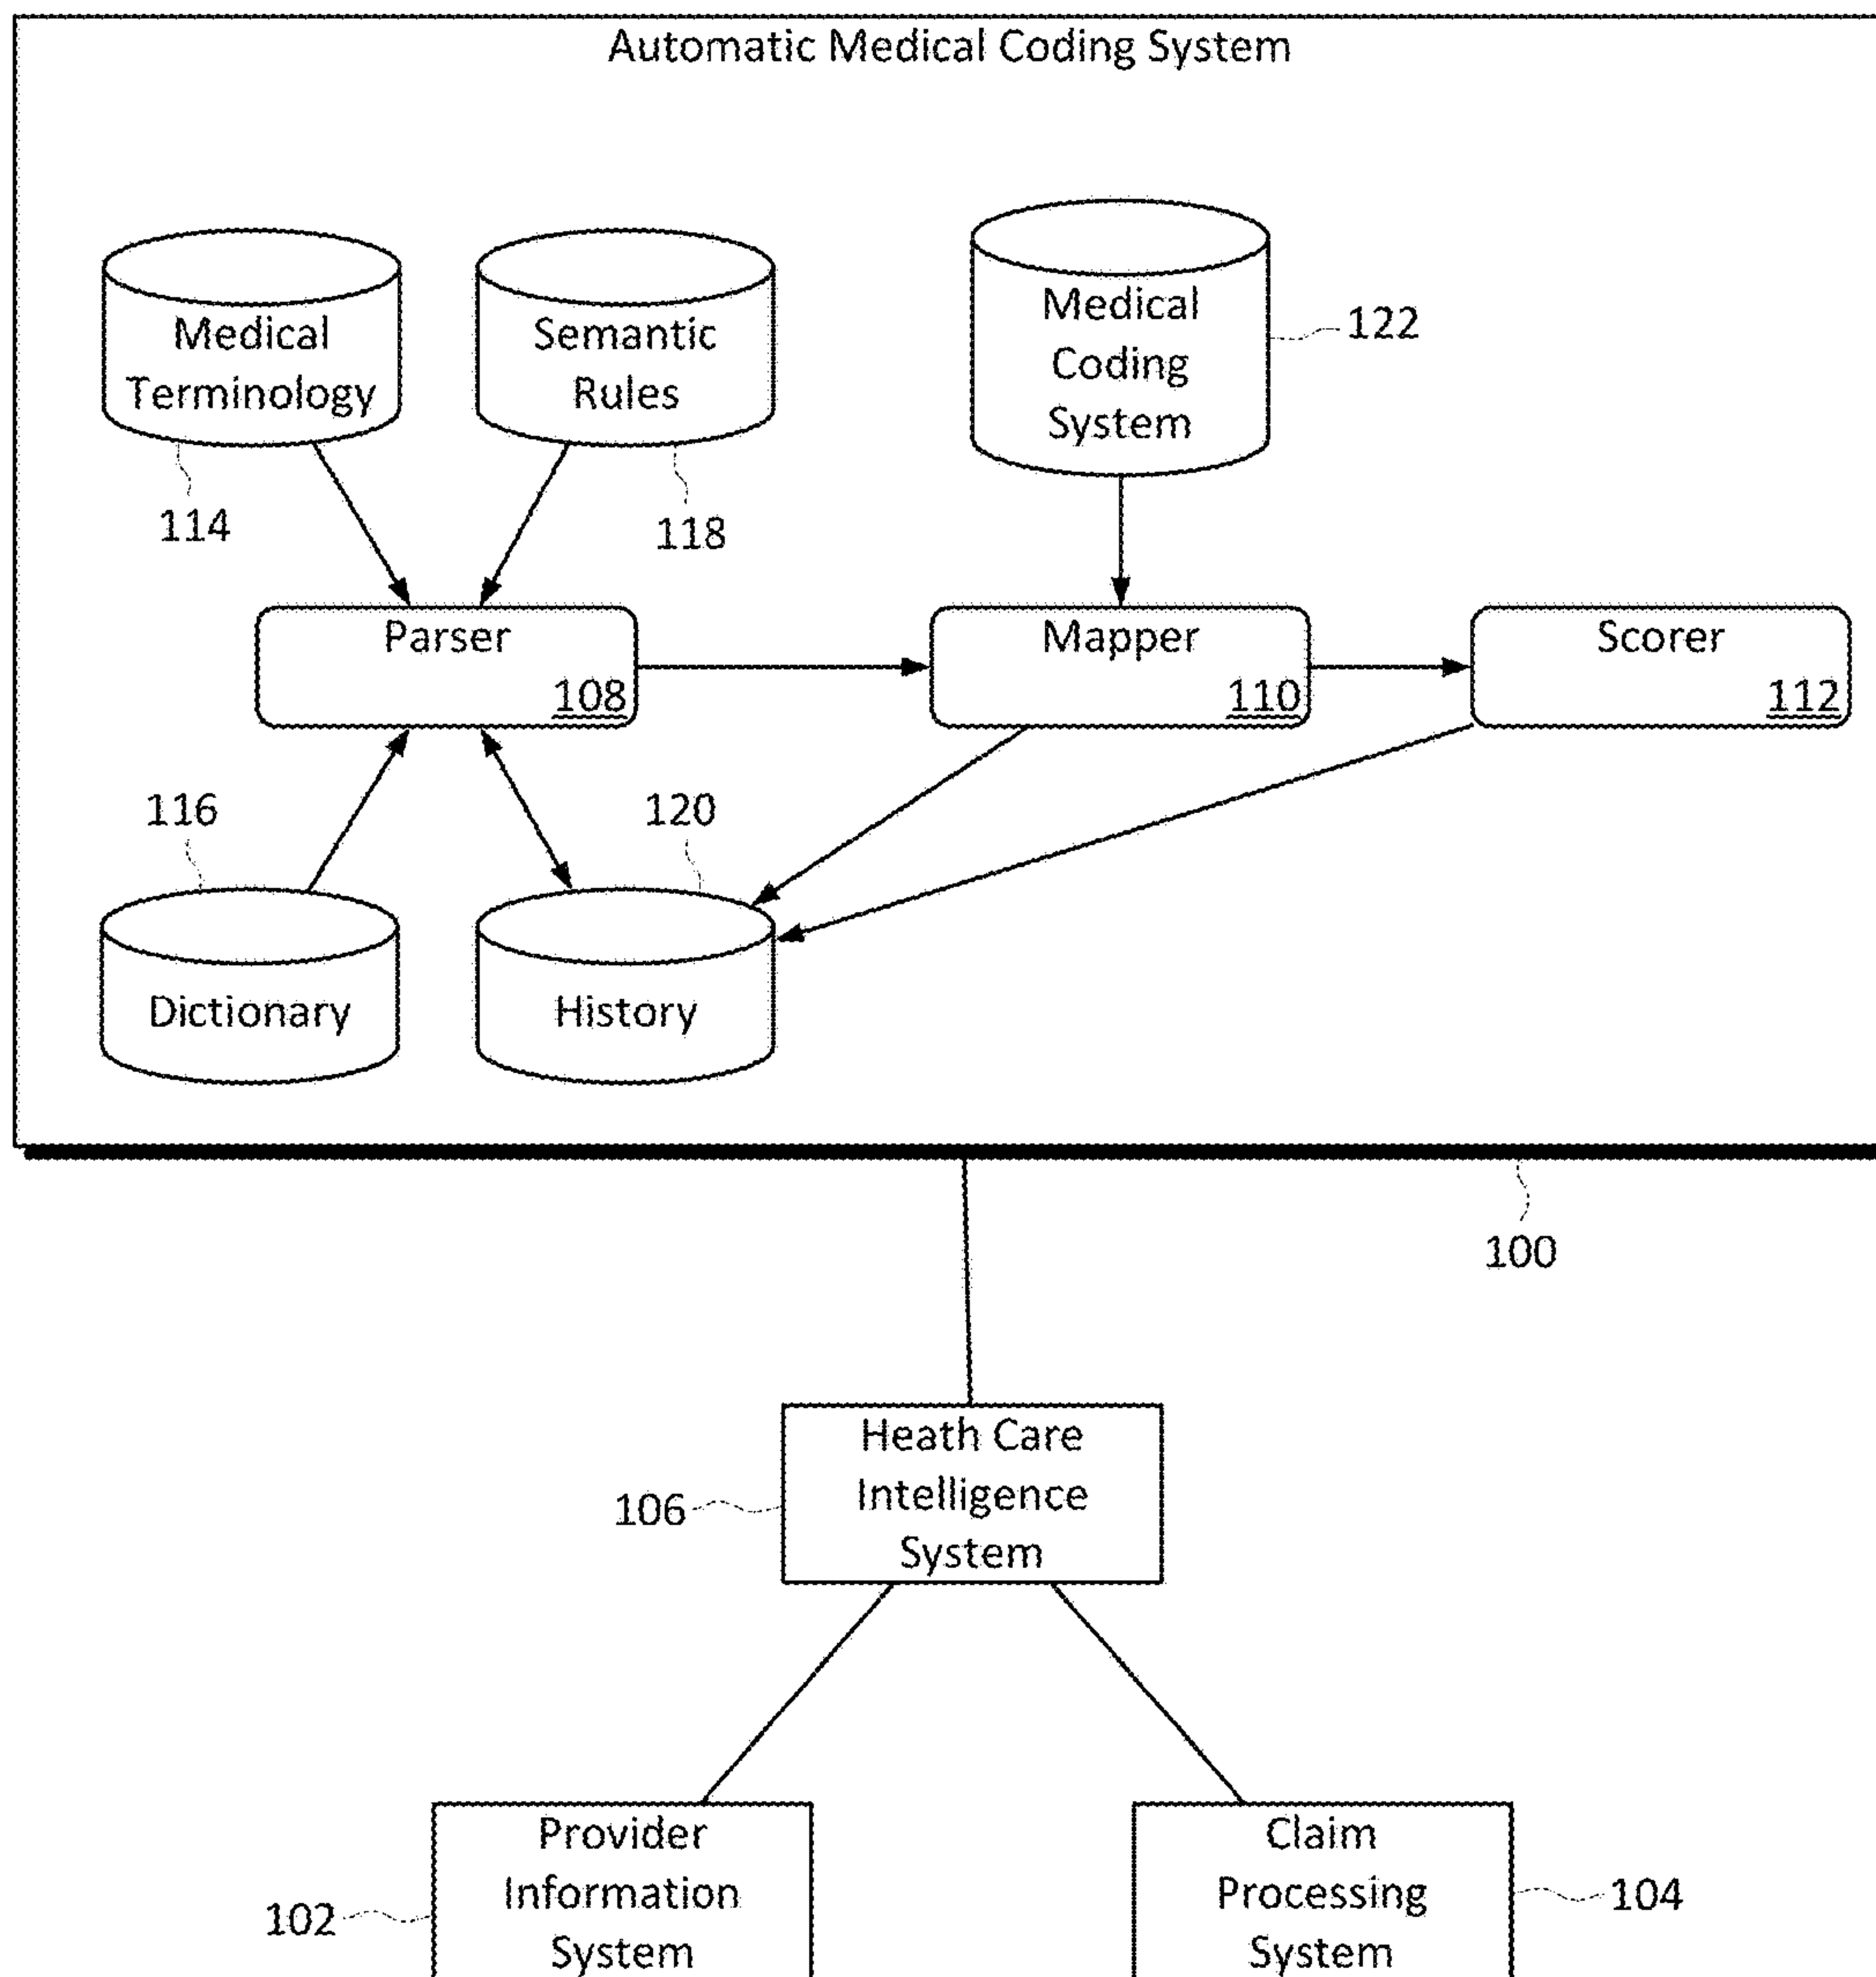 Automatic Medical Coding System
Medical
Terminology
114
Semantic
Rules
118
Medical
Coding
System
122
Parser
108
Mapper
110
Scorer
112
116
120
Dictionary
History
100
Heath Care
Intelligence
System
106
Provider
Information
System
102
Claim
Processing
System
104